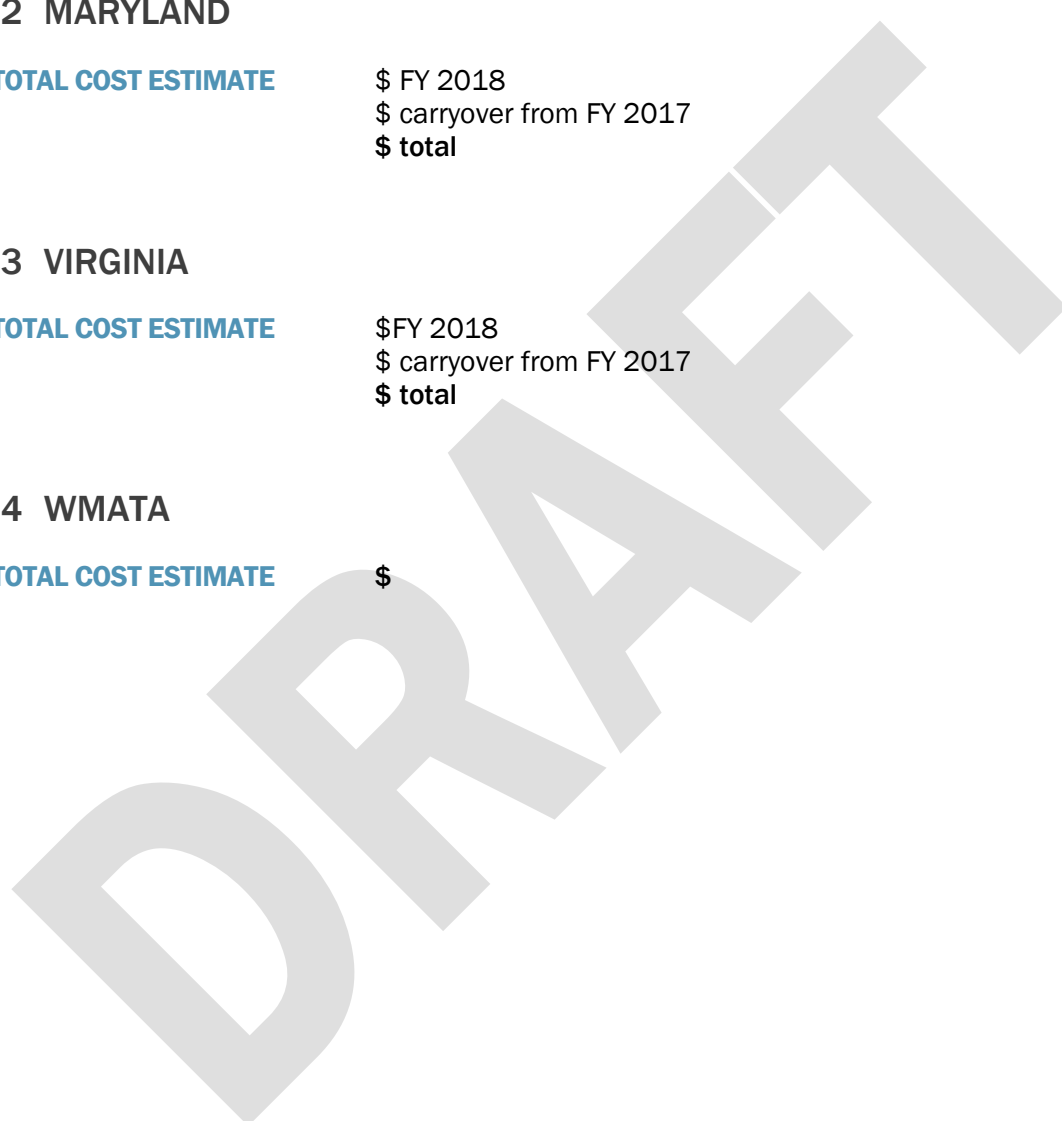 2 MARYLAND
TOTAL COST ESTIMATE $ FY 2018
$ carryover from FY 2017
$ total
3 VIRGINIA
TOTAL COST ESTIMATE $FY 2018
$ carryover from FY 2017
$ total
4 WMATA
TOTAL COST ESTIMATE $
DRAFT